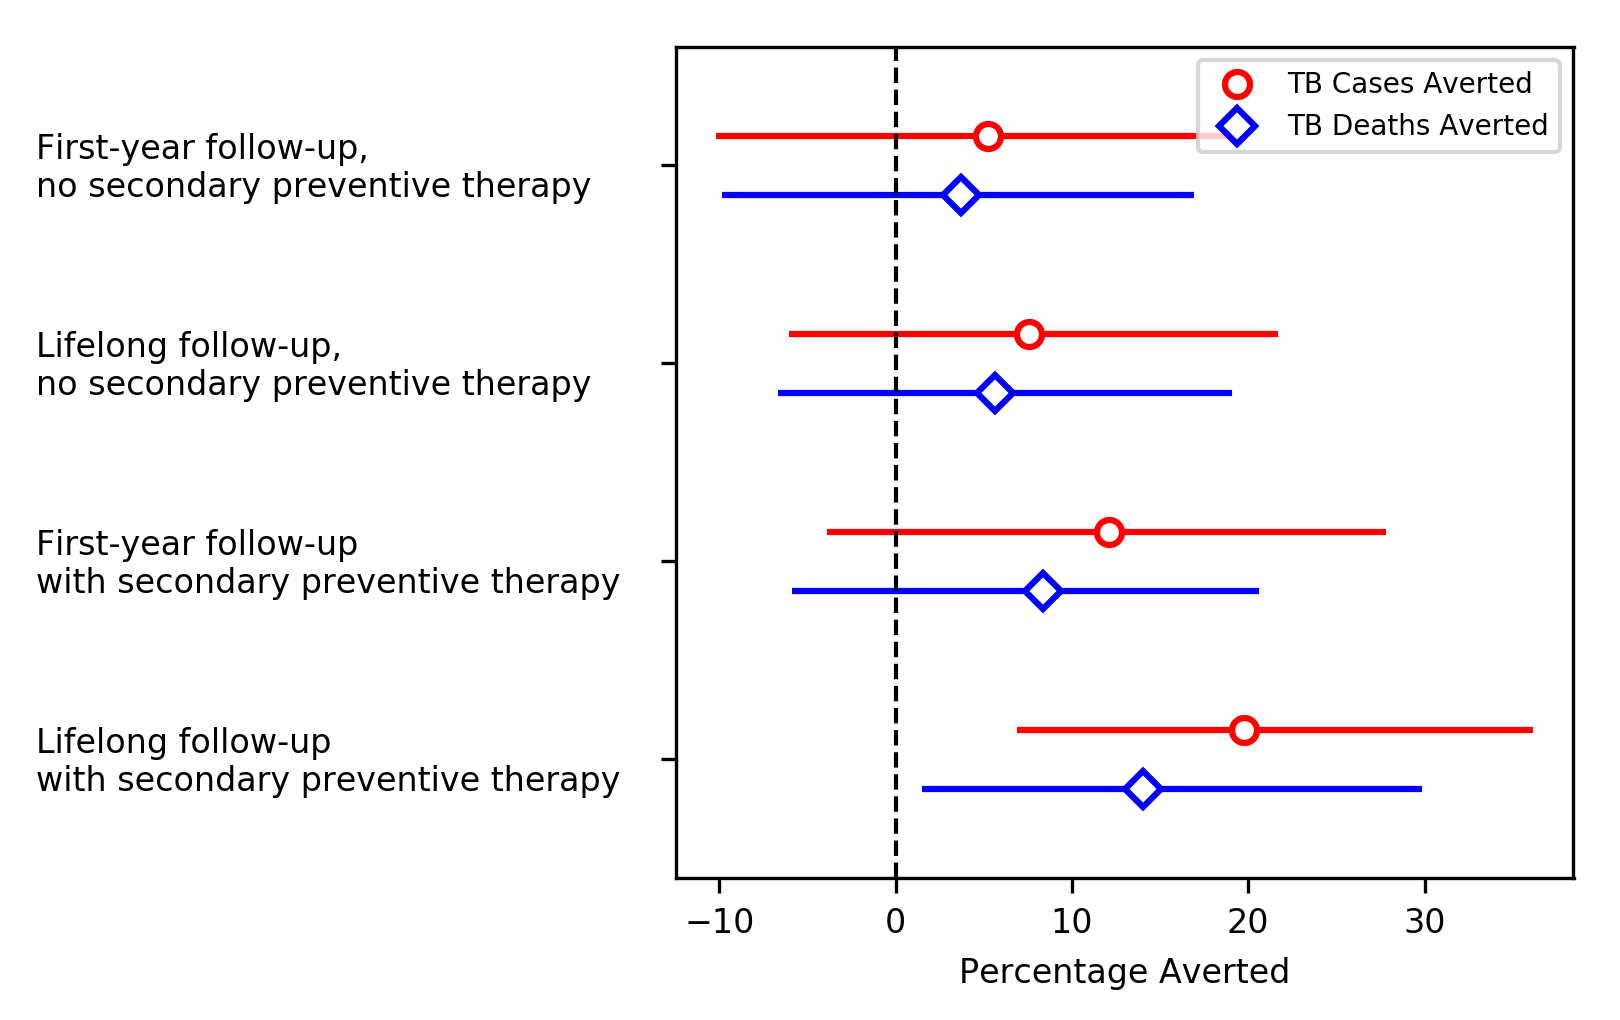 TB Cases Averted
TB Deaths Averted
First-year follow-up,
no secondary preventive therapy
Lifelong follow-up,
no secondary preventive therapy
First-year follow-up
with secondary preventive therapy
Lifelong follow-up
with secondary preventive therapy
−10 0 10 20 30
Percentage Averted